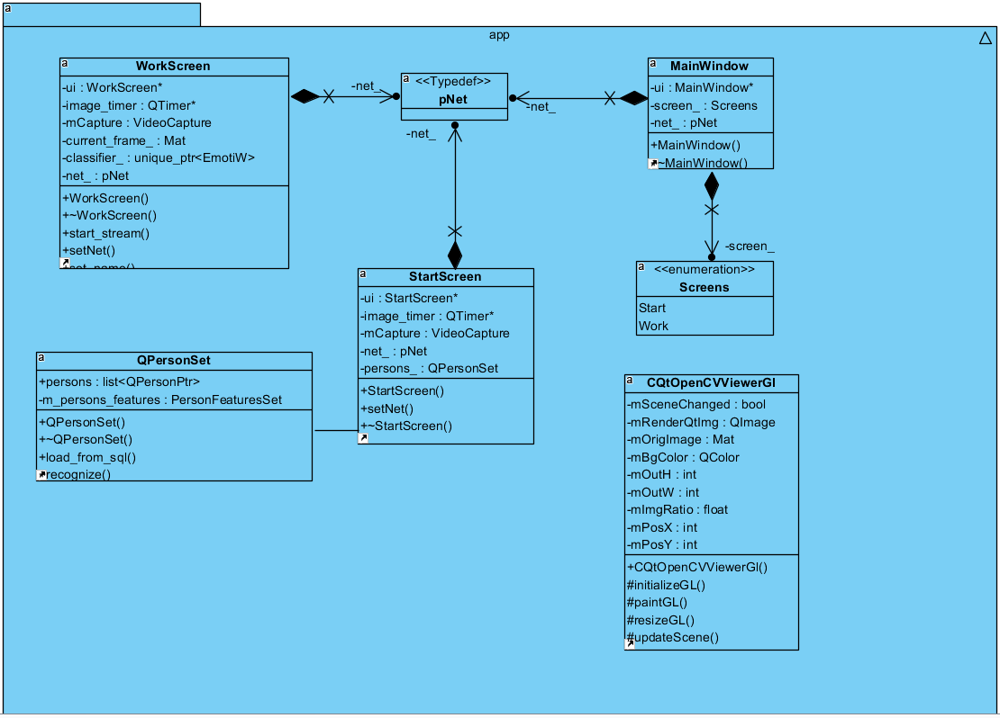 a
app
a
WorkScreen
-ui : WorkScreen*
-image_timer : QTimer*
-mCapture : VideoCapture
-current_frame_ : Mat
-classifier_ : unique_ptr<EmotiW>
-net_ : pNet
+WorkScreen()
+~WorkScreen()
+start_stream()
+setNet()
+set_name()
-net_
a
<<Typedef>>
pNet
-net_
-net_
a
MainWindow
-ui : MainWindow*
-screen_ : Screens
-net_ : pNet
+MainWindow()
+~MainWindow()
-screen_
a
<<enumeration>>
Screens
Start
Work
a
StartScreen
-ui : StartScreen*
-image_timer : QTimer*
-mCapture : VideoCapture
-net_ : pNet
-persons_ : QPersonSet
+StartScreen()
+setNet()
+~StartScreen()
a
QPersonSet
+persons : list<QPersonPtr>
-m_persons_features : PersonFeaturesSet
+QPersonSet()
+~QPersonSet()
+load_from_sql()
+recognize()
a
CQtOpenCVViewerGl
-mSceneChanged : bool
-mRenderQtImg : QImage
-mOrigImage : Mat
-mBgColor : QColor
-mOutH : int
-mOutW : int
-mImgRatio : float
-mPosX : int
-mPosY : int
+CQtOpenCVViewerGl()
#initializeGL()
#paintGL()
#resizeGL()
#updateScene()